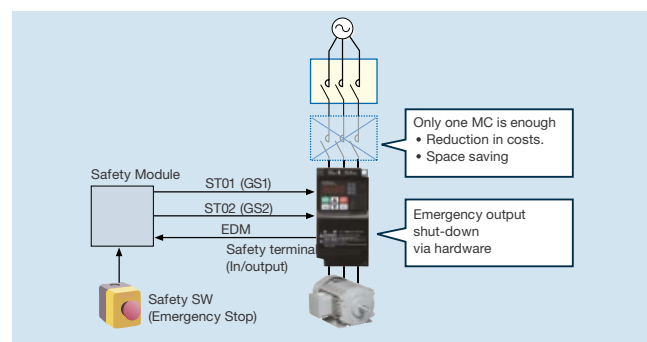 Only one MC is enough
• Reduction in costs.
• Space saving
Safety Module
ST01 (GS1)
ST02 (GS2)
EDM
Safety terminal
(In/output)
Emergency output
shut-down
via hardware
Safety SW
(Emergency Stop)